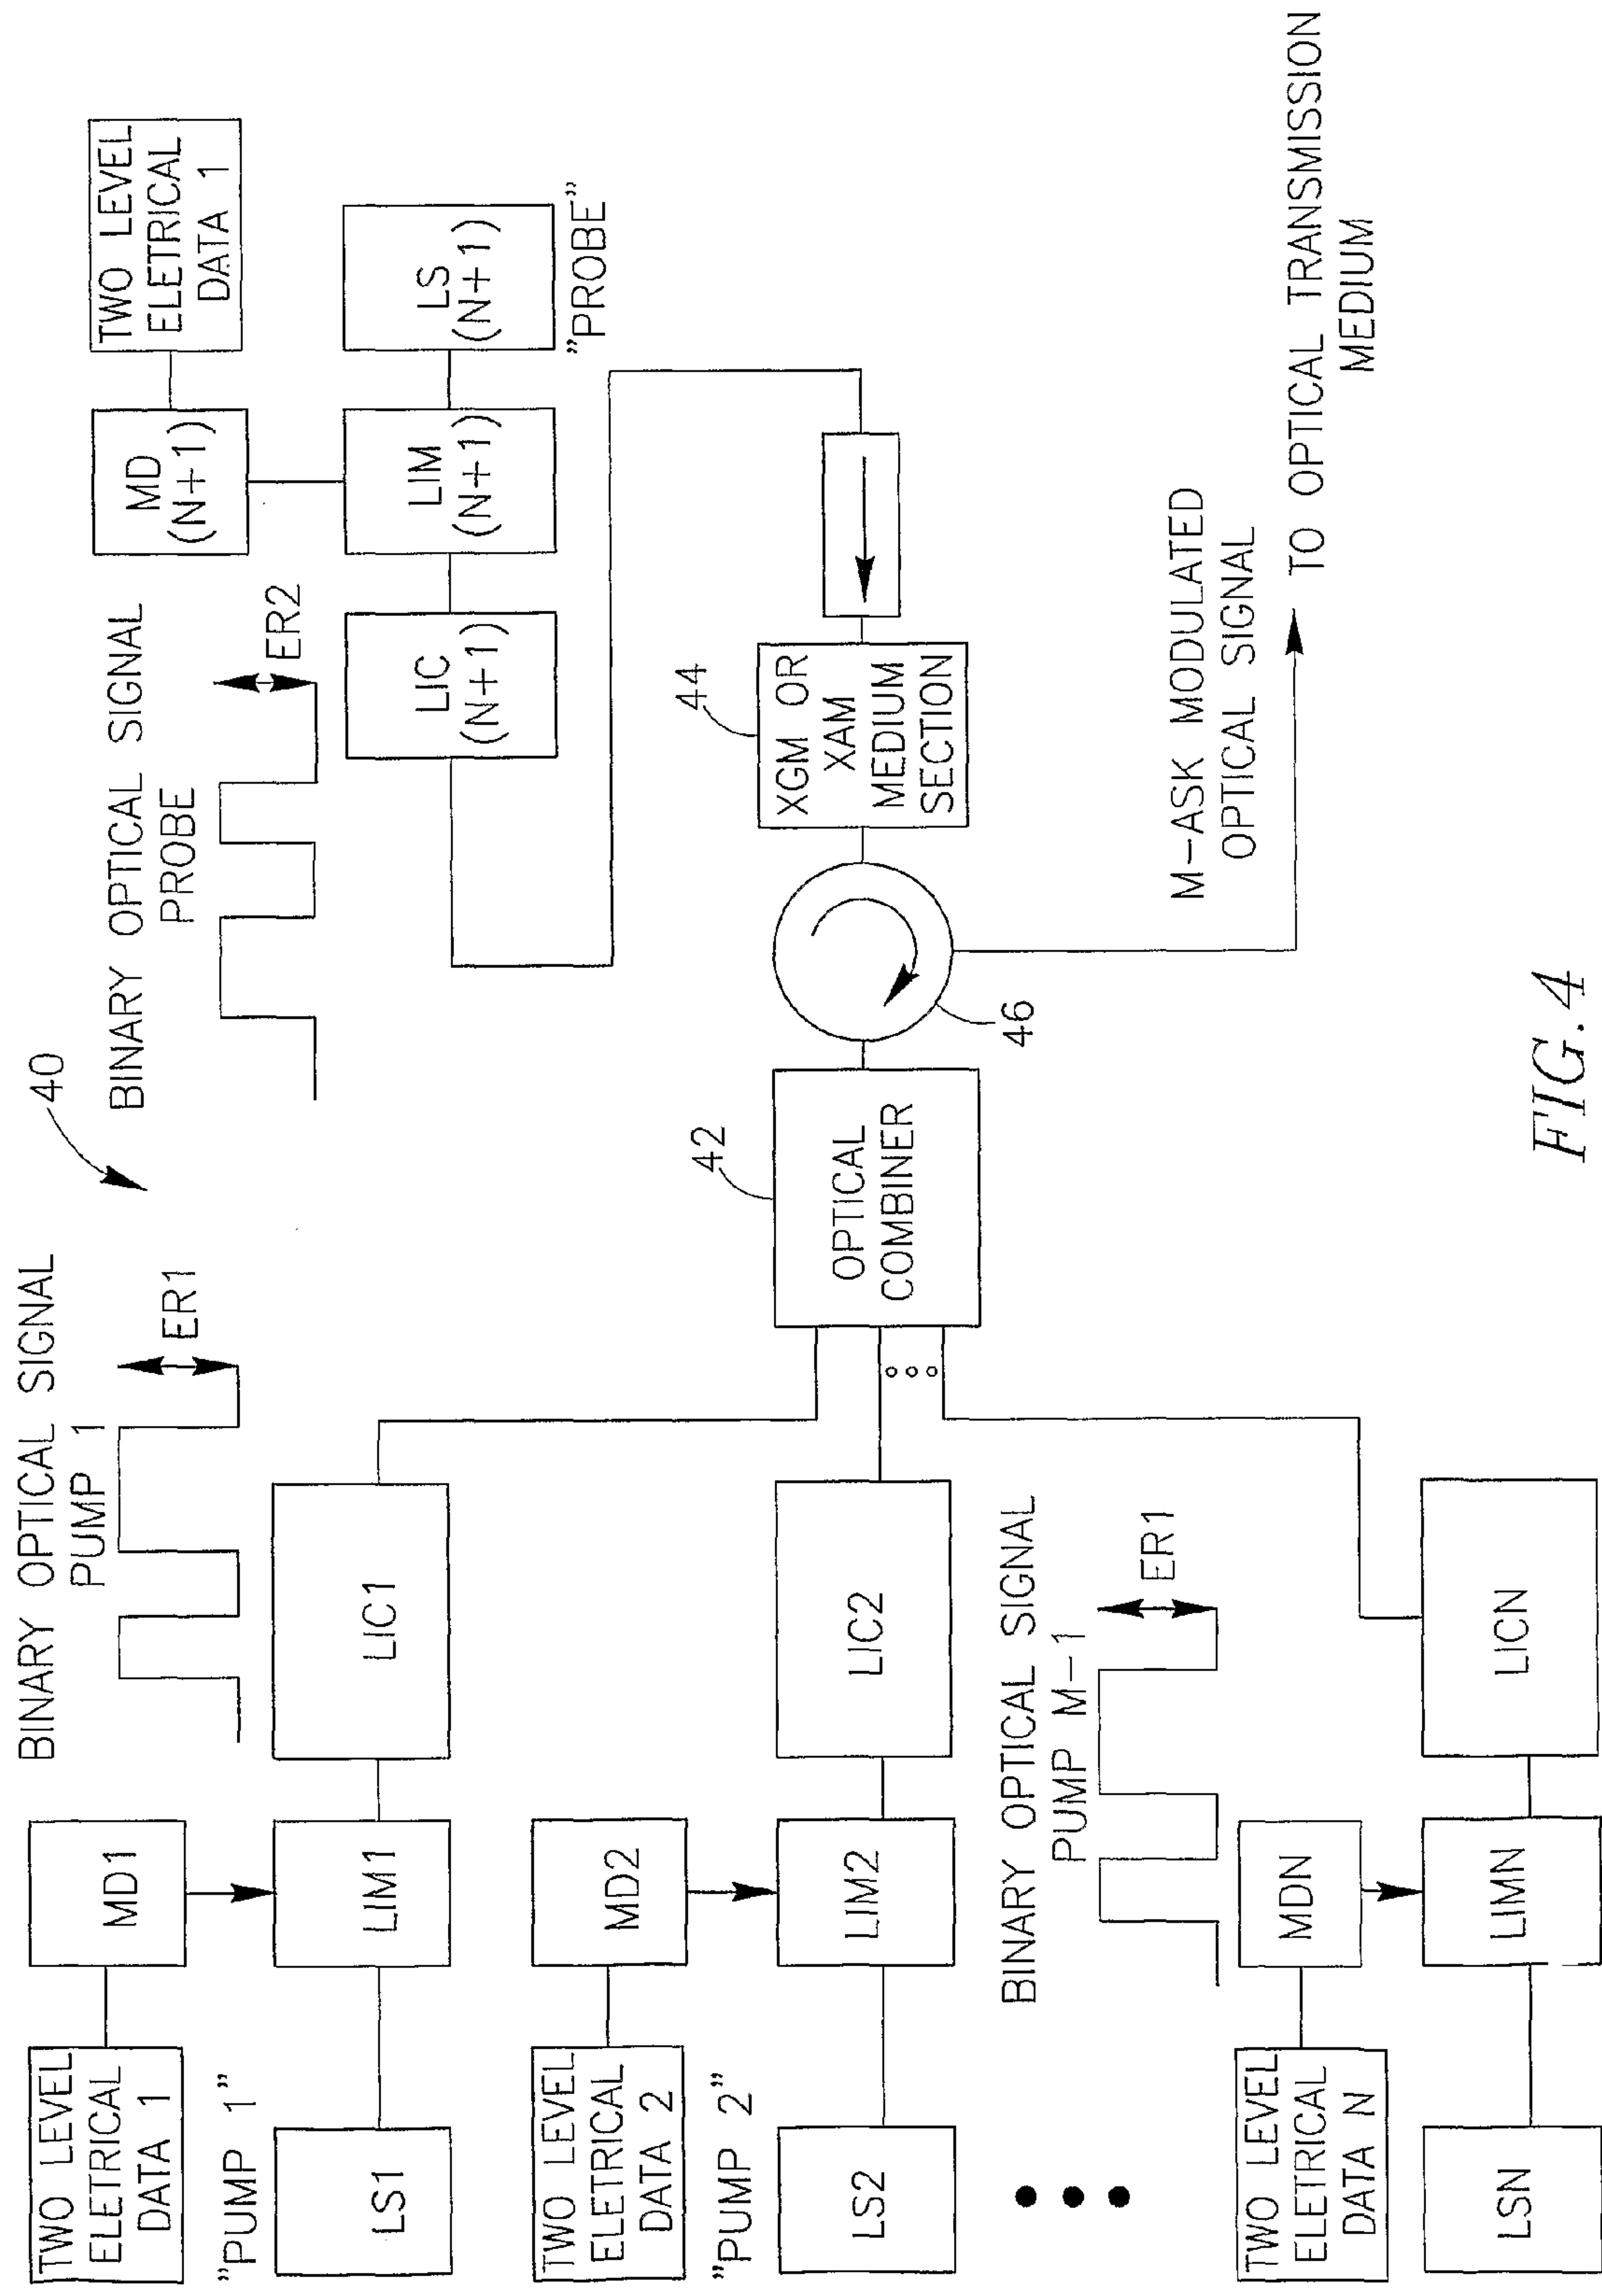 40
BINARY OPTICAL SIGNAL
PUMP 1
ER1
BINARY OPTICAL SIGNAL
PROBE
ER2
TWO LEVEL
ELETRICAL
DATA 1
MD1
MD
(N+1)
TWO LEVEL
ELETRICAL
DATA 1
"PUMP 1"
LS1
LIM1
LIC1
LIC
(N+1)
LIM
(N+1)
LS
(N+1)
"PROBE"
TWO LEVEL
ELETRICAL
DATA 2
MD2
"PUMP 2"
LS2
LIM2
LIC2
42
OPTICAL
COMBINER
46
44
XGM OR
XAM
MEDIUM
SECTION
BINARY OPTICAL SIGNAL
PUMP M-1
ER1
M-ASK MODULATED
OPTICAL SIGNAL
TO OPTICAL TRANSMISSION
MEDIUM
TWO LEVEL
ELETRICAL
DATA N
MDN
LSN
LIMN
LICN
FIG.4